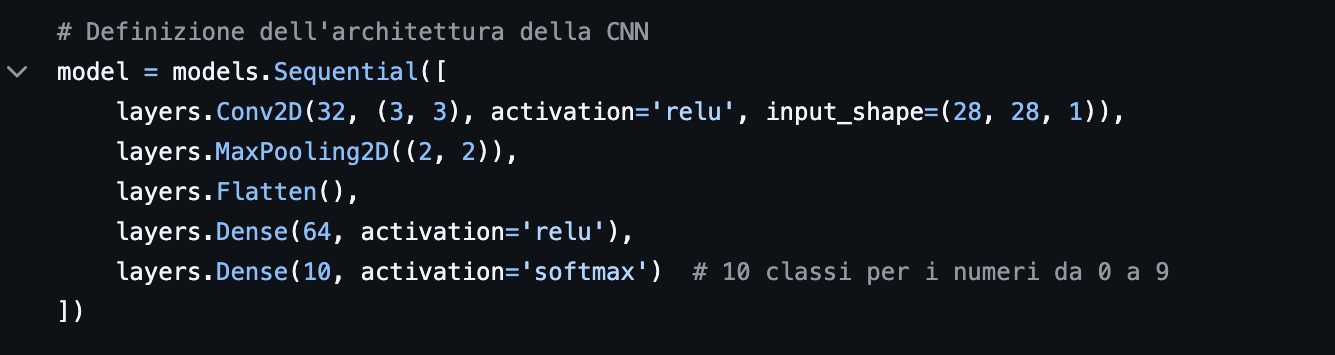 # Definizione dell'architettura della CNN
model = models.Sequential([
    layers.Conv2D(32, (3, 3), activation='relu', input_shape=(28, 28, 1)),
    layers.MaxPooling2D((2, 2)),
    layers.Flatten(),
    layers.Dense(64, activation='relu'),
    layers.Dense(10, activation='softmax')  # 10 classi per i numeri da 0 a 9
])